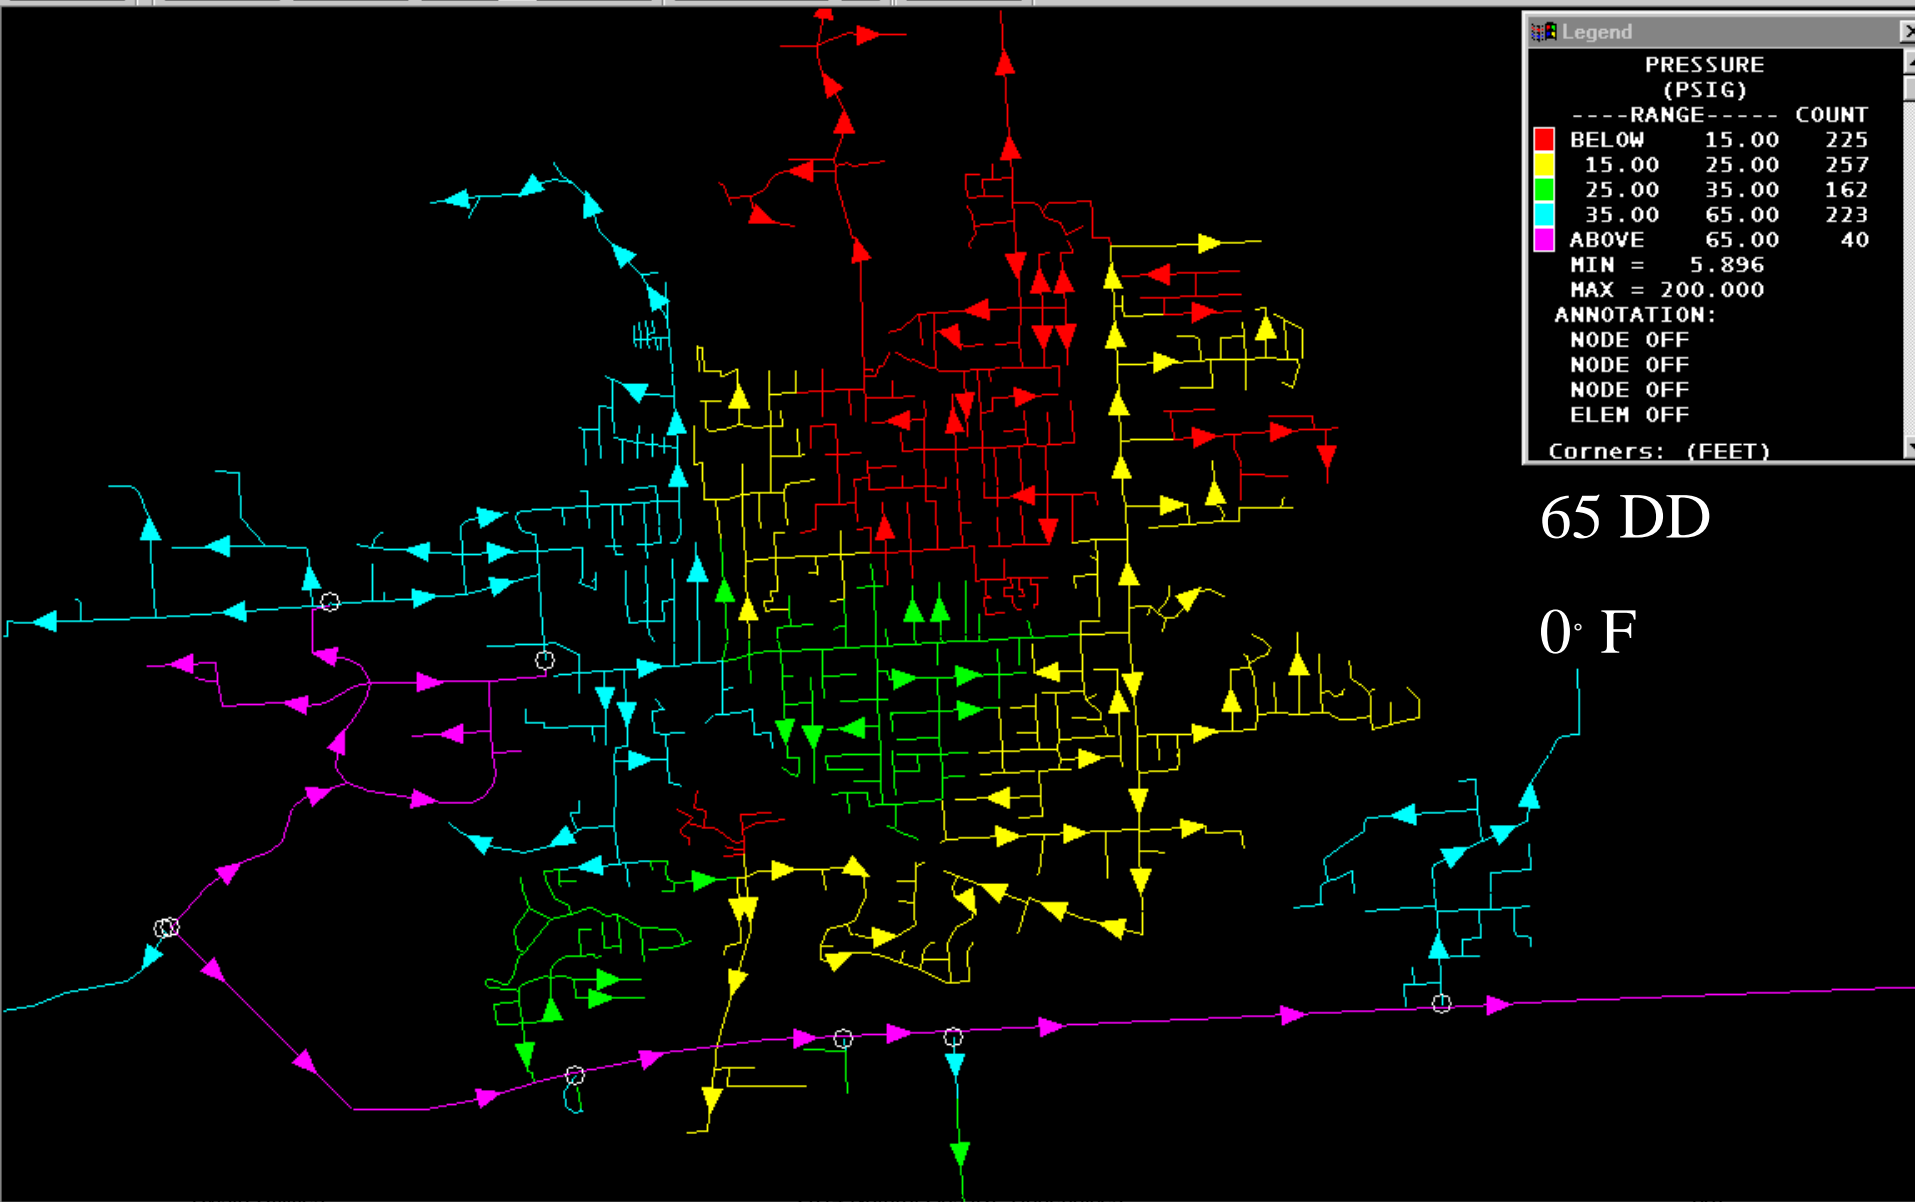 Legend
PRESSURE
(PSIG)
----RANGE----- COUNT
BELOW 15.00 225
15.00 25.00 257
25.00 35.00 162
35.00 65.00 223
ABOVE 65.00 40
MIN = 5.896
MAX = 200.000
ANNOTATION:
NODE OFF
NODE OFF
NODE OFF
ELEM OFF
Corners: (FEET)
65 DD
0° F